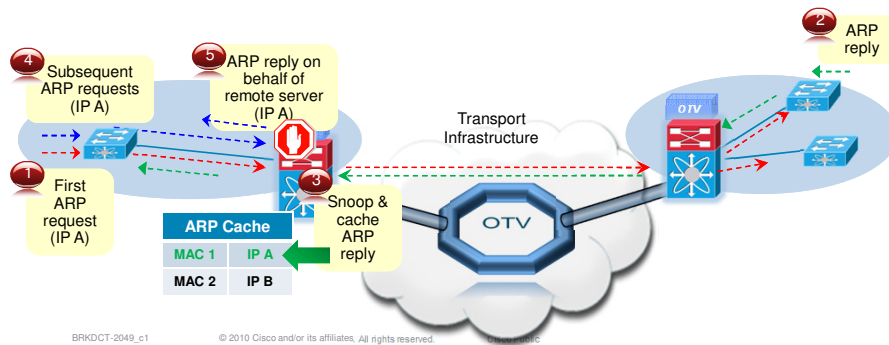 4
Subsequent
ARP requests
(IP A)
5
ARP reply on
behalf of
remote server
(IP A)
2
ARP
reply
OTV
Transport
Infrastructure
1
First
ARP
request
(IP A)
3
Snoop &
cache
ARP
reply
OTV
ARP Cache
MAC 1 IP A
MAC 2 IP B
BRKDCT-2049_c1 © 2010 Cisco and/or its affiliates, All rights reserved. Cisco Public